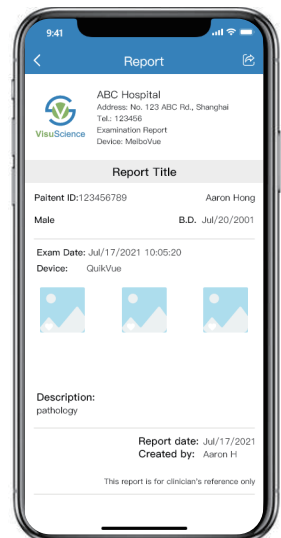 9:41
Report
VisuScience
ABC Hospital
Address: No. 123 ABC Rd., Shanghai
Tel.: 123456
Examination Report
Device: MeiboVue
Report Title
Paitent ID:123456789 Aaron Hong
Male B.D. Jul/20/2001
Exam Date: Jul/17/2021 10:05:20
Device: QuikVue
Description:
pathology
Report date: Jul/17/2021
Created by: Aaron H
This report is for clinician's reference only